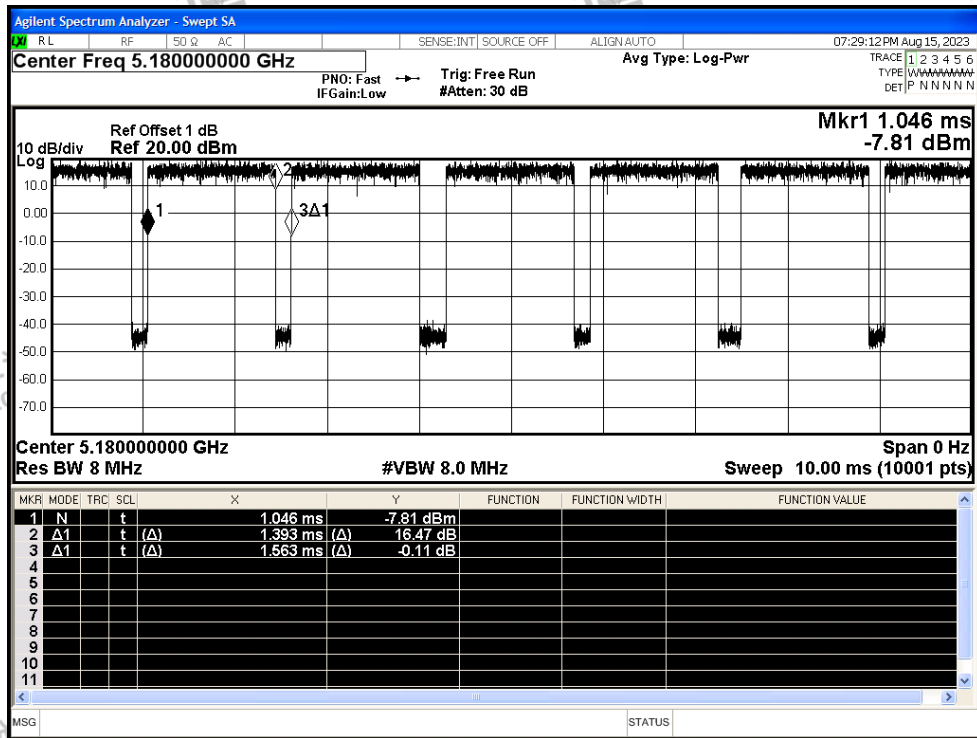 Agilent Spectrum Analyzer - Swept SA
LXI RL RF 50 Ω AC SENSE:INT SOURCE OFF ALIGN AUTO 07:29:12 PM Aug 15, 2023
Center Freq 5.180000000 GHz
Avg Type: Log-Pwr
TRACE 1 2 3 4 5 6
TYPE
DET P N N N N N
PNO: Fast
IFGain:Low
Trig: Free Run
#Atten: 30 dB
Mkr1 1.046 ms
-7.81 dBm
Ref Offset 1 dB
10 dB/div Ref 20.00 dBm
Log
10.0
0.00
-10.0
-20.0
-30.0
-40.0
-50.0
-60.0
-70.0
1
2
3Δ1
Center 5.180000000 GHz Span 0 Hz
Res BW 8 MHz #VBW 8.0 MHz Sweep 10.00 ms (10001 pts)
MKR MODE TRC SCL X Y FUNCTION FUNCTION WIDTH FUNCTION VALUE
1 N t 1.046 ms -7.81 dBm
2 Δ1 t (Δ) 1.393 ms (Δ) 16.47 dB
3 Δ1 t (Δ) 1.563 ms (Δ) -0.11 dB
4
5
6
7
8
9
10
11
MSG STATUS